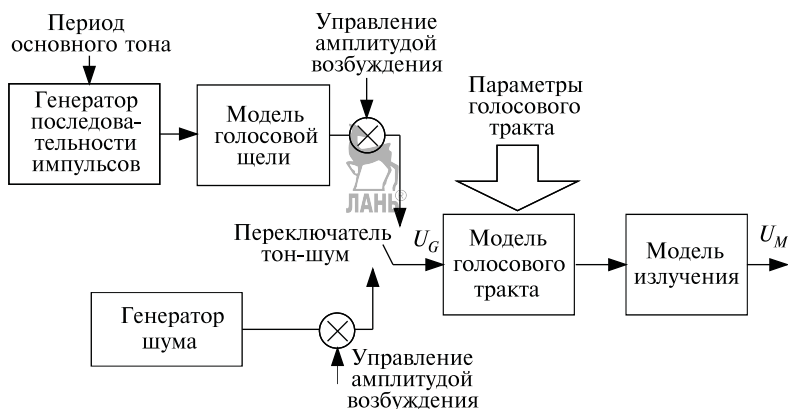 Период
основного тона
Управление
амплитудой
возбуждения
Генератор
последова-
тельности
импульсов
Модель
голосовой
щели
Параметры
голосового
тракта
ЛАНЬ®
Переключатель
тон-шум
U_G
Модель
голосового
тракта
Модель
излучения
U_M
Генератор
шума
Управление
амплитудой
возбуждения